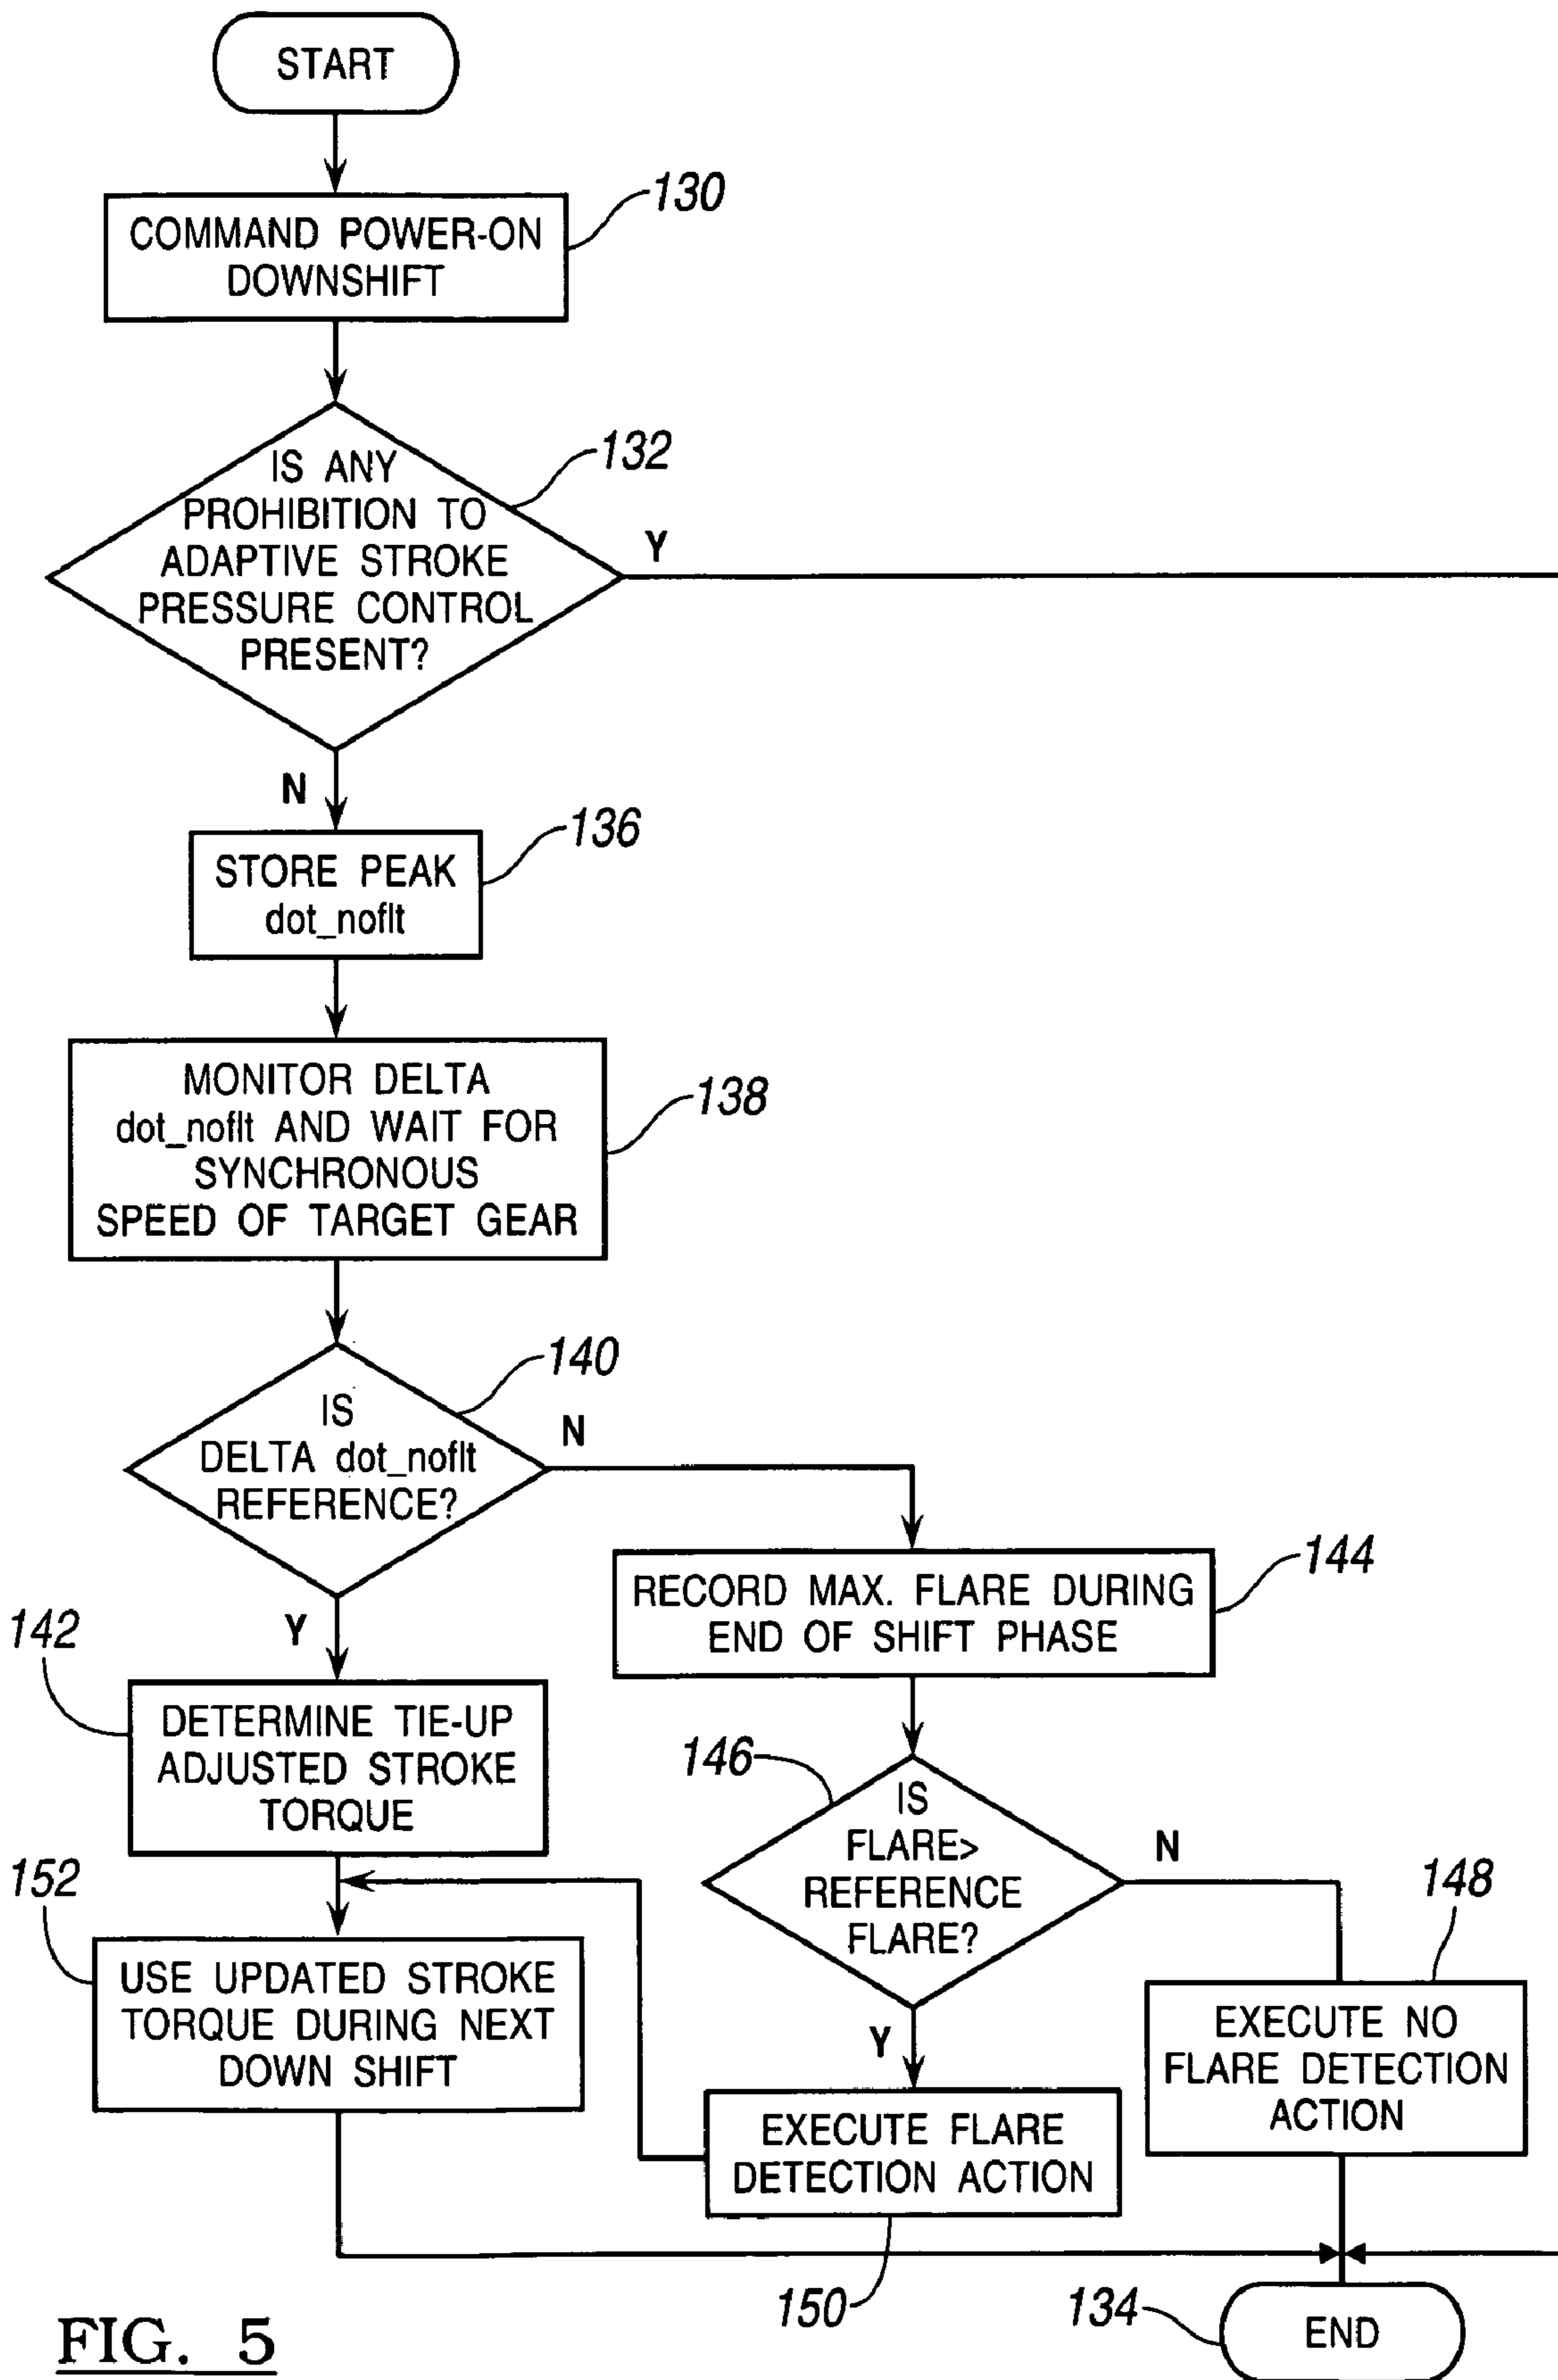 START
130
COMMAND POWER-ON
DOWNSHIFT
132
IS ANY
PROHIBITION TO
ADAPTIVE STROKE
PRESSURE CONTROL
PRESENT?
Y
N
136
STORE PEAK
dot_noflt
138
MONITOR DELTA
dot_noflt AND WAIT FOR
SYNCHRONOUS
SPEED OF TARGET GEAR
140
IS
DELTA dot_noflt
REFERENCE?
N
Y
144
RECORD MAX. FLARE DURING
END OF SHIFT PHASE
142
DETERMINE TIE-UP
ADJUSTED STROKE
TORQUE
146
IS
FLARE>
REFERENCE
FLARE?
N
Y
148
EXECUTE NO
FLARE DETECTION
ACTION
152
USE UPDATED STROKE
TORQUE DURING NEXT
DOWN SHIFT
EXECUTE FLARE
DETECTION ACTION
150
134
END
FIG. 5